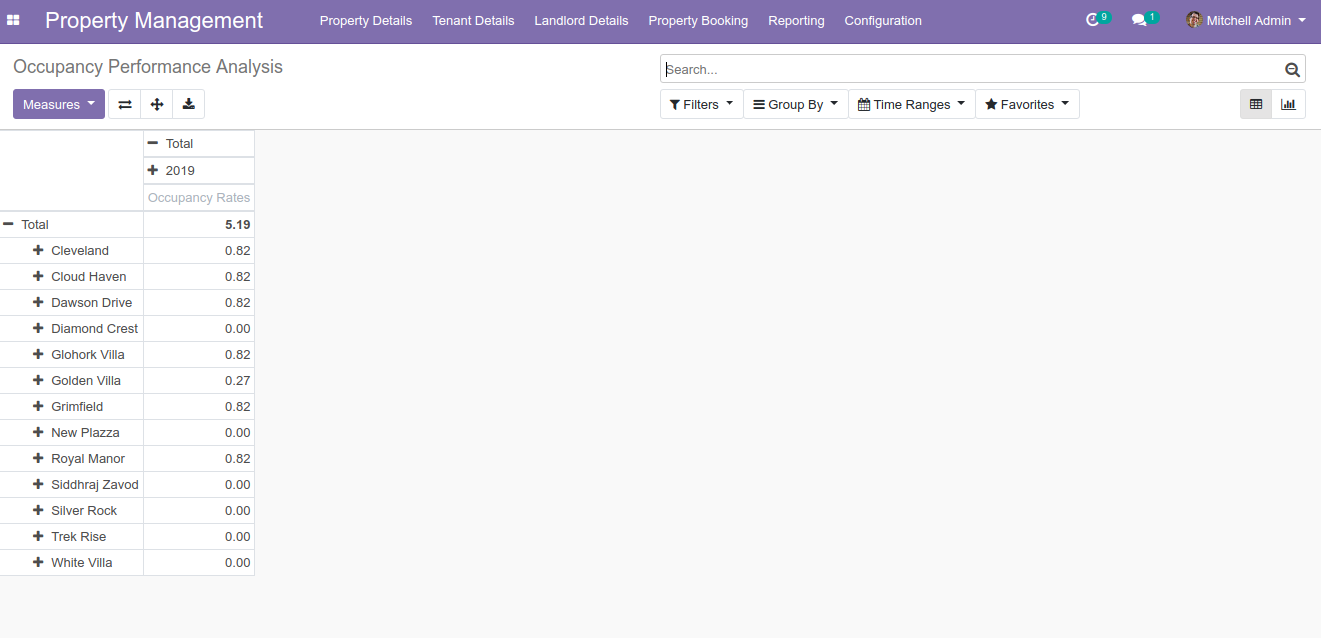 Property Management Property Details Tenant Details Landlord Details Property Booking Reporting Configuration 9 1 Mitchell Admin
Occupancy Performance Analysis Search...
Measures Filters Group By Time Ranges Favorites
Total
2019
Occupancy Rates
Total 5.19
Cleveland 0.82
Cloud Haven 0.82
Dawson Drive 0.82
Diamond Crest 0.00
Glohork Villa 0.82
Golden Villa 0.27
Grimfield 0.82
New Plazza 0.00
Royal Manor 0.82
Siddhraj Zavod 0.00
Silver Rock 0.00
Trek Rise 0.00
White Villa 0.00